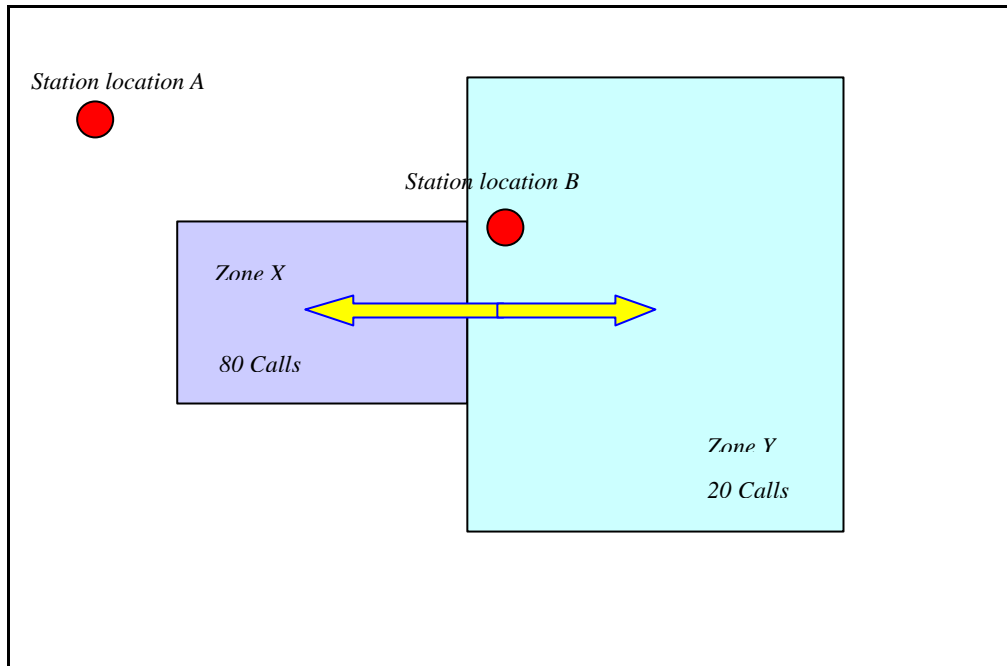 Station location A
Station location B
Zone X
80 Calls
Zone Y
20 Calls